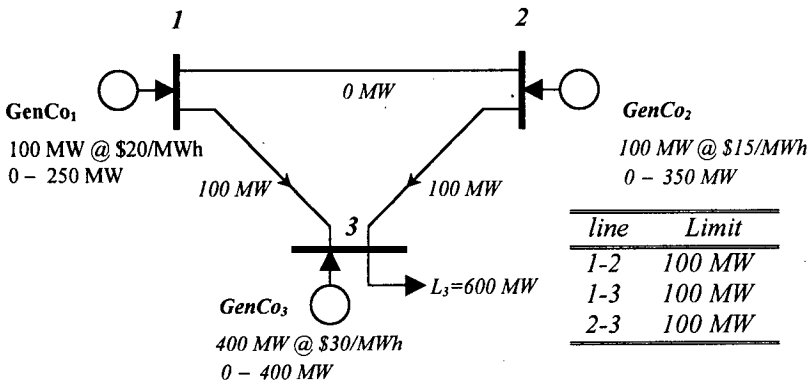 1
2
0 MW
GenCo₁
100 MW @ $20/MWh
0 – 250 MW
GenCo₂
100 MW @ $15/MWh
0 – 350 MW
100 MW
100 MW
3
L₃=600 MW
GenCo₃
400 MW @ $30/MWh
0 – 400 MW
line Limit
1-2 100 MW
1-3 100 MW
2-3 100 MW